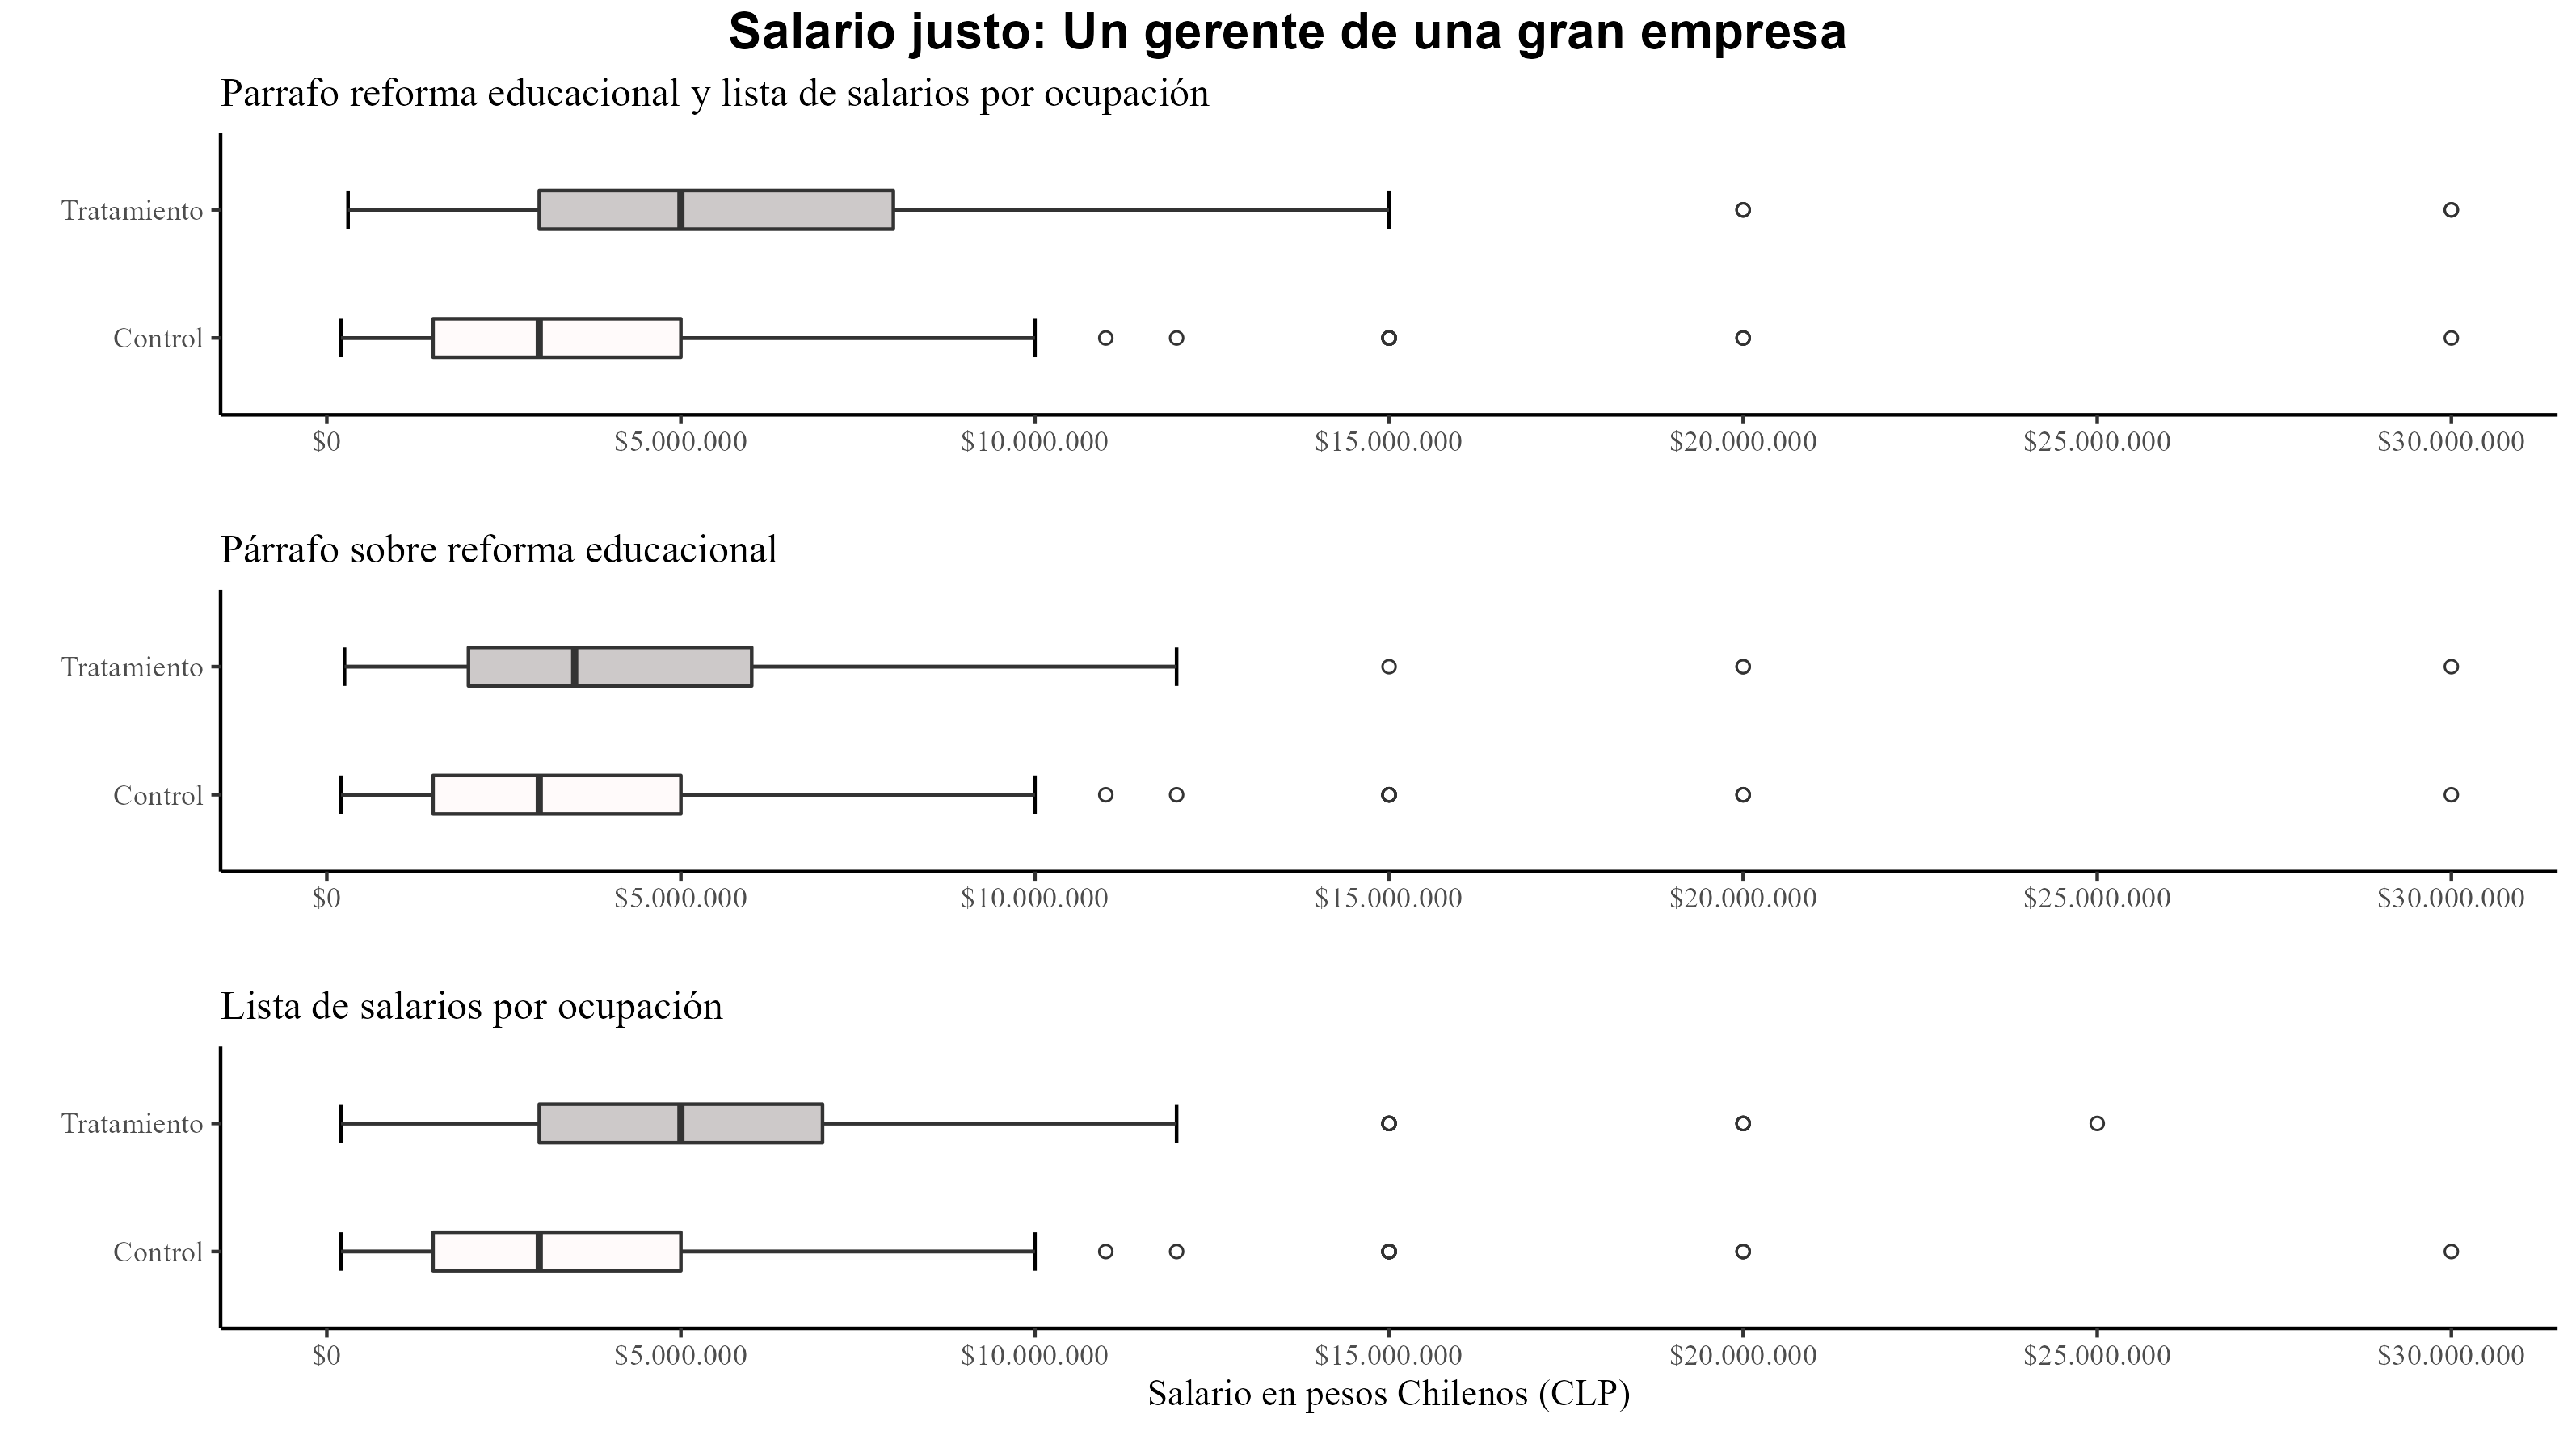 Salario justo: Un gerente de una gran empresa
Parrafo reforma educacional y lista de salarios por ocupación
Tratamiento
Control
$0 $5.000.000 $10.000.000 $15.000.000 $20.000.000 $25.000.000 $30.000.000
Párrafo sobre reforma educacional
Tratamiento
Control
$0 $5.000.000 $10.000.000 $15.000.000 $20.000.000 $25.000.000 $30.000.000
Lista de salarios por ocupación
Tratamiento
Control
$0 $5.000.000 $10.000.000 $15.000.000 $20.000.000 $25.000.000 $30.000.000
Salario en pesos Chilenos (CLP)